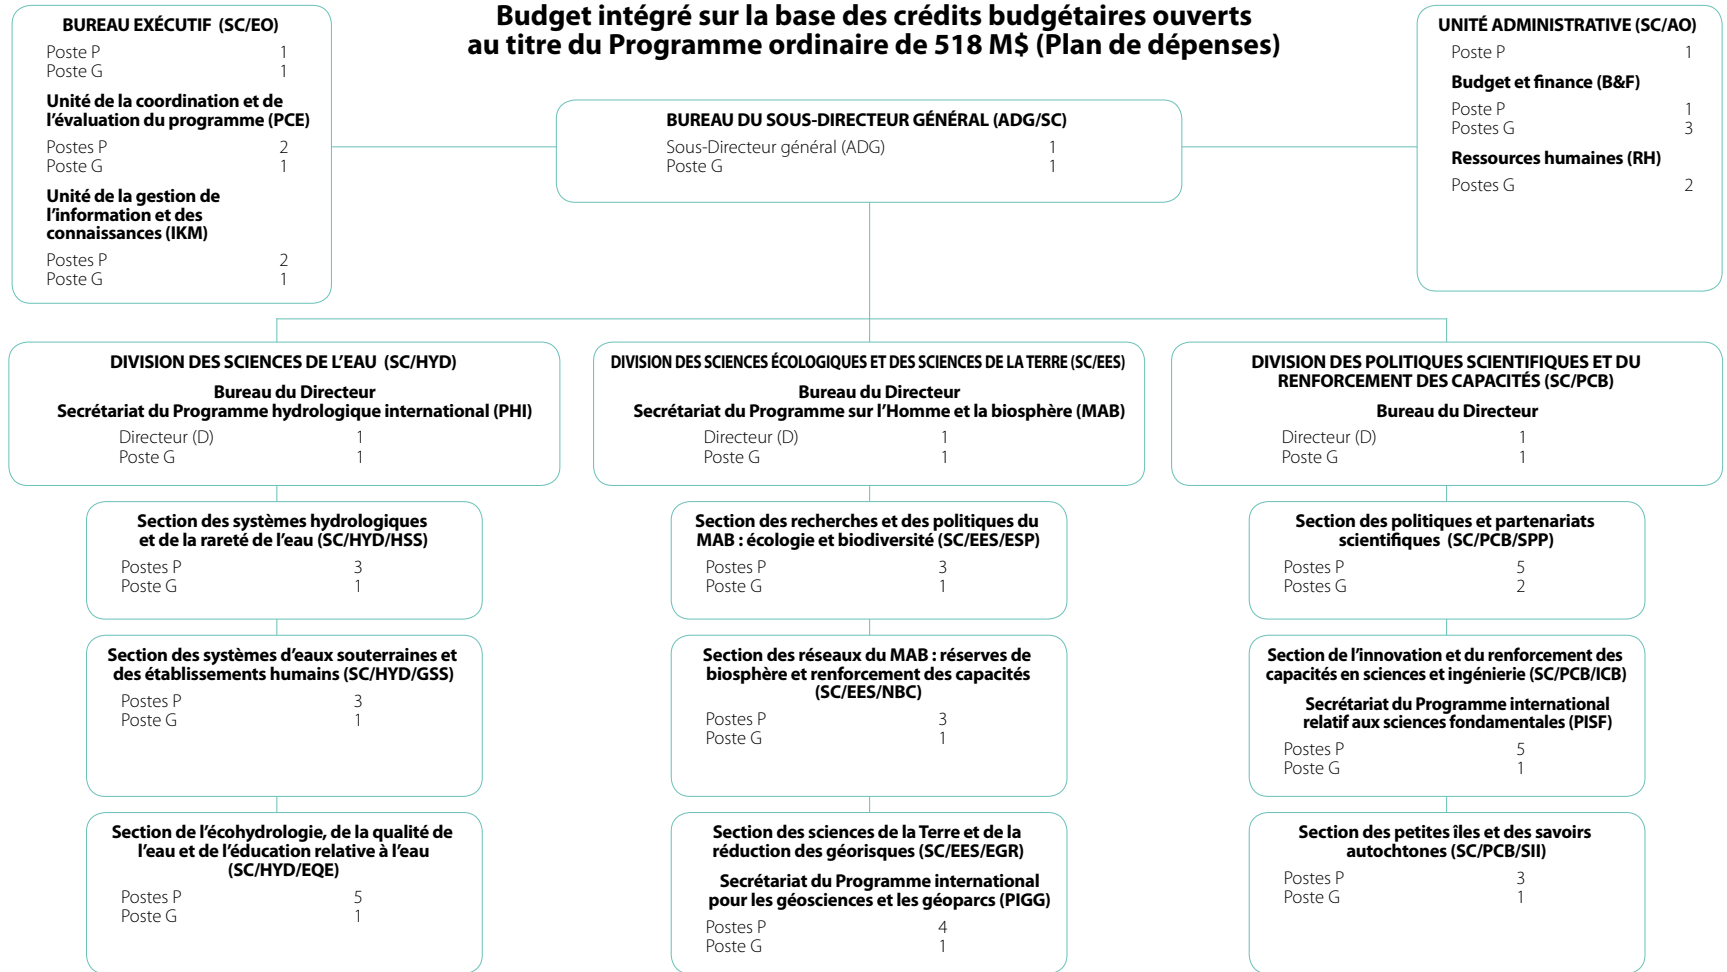 Budget intégré sur la base des crédits budgétaires ouverts
au titre du Programme ordinaire de 518 M$ (Plan de dépenses)
BUREAU EXÉCUTIF (SC/EO)
Poste P 1
Poste G 1
Unité de la coordination et de
l'évaluation du programme (PCE)
Postes P 2
Poste G 1
Unité de la gestion de
l'information et des
connaissances (IKM)
Postes P 2
Poste G 1
BUREAU DU SOUS-DIRECTEUR GÉNÉRAL (ADG/SC)
Sous-Directeur général (ADG) 1
Poste G 1
UNITÉ ADMINISTRATIVE (SC/AO)
Poste P 1
Budget et finance (B&F)
Poste P 1
Postes G 3
Ressources humaines (RH)
Postes G 2
DIVISION DES SCIENCES DE L'EAU (SC/HYD)
Bureau du Directeur
Secrétariat du Programme hydrologique international (PHI)
Directeur (D) 1
Poste G 1
Section des systèmes hydrologiques
et de la rareté de l'eau (SC/HYD/HSS)
Postes P 3
Poste G 1
Section des systèmes d'eaux souterraines et
des établissements humains (SC/HYD/GSS)
Postes P 3
Poste G 1
Section de l'écohydrologie, de la qualité de
l'eau et de l'éducation relative à l'eau
(SC/HYD/EQE)
Postes P 5
Poste G 1
DIVISION DES SCIENCES ÉCOLOGIQUES ET DES SCIENCES DE LA TERRE (SC/EES)
Bureau du Directeur
Secrétariat du Programme sur l'Homme et la biosphère (MAB)
Directeur (D) 1
Poste G 1
Section des recherches et des politiques du
MAB : écologie et biodiversité (SC/EES/ESP)
Postes P 3
Poste G 1
Section des réseaux du MAB : réserves de
biosphère et renforcement des capacités
(SC/EES/NBC)
Postes P 3
Poste G 1
Section des sciences de la Terre et de la
réduction des géorisques (SC/EES/EGR)
Secrétariat du Programme international
pour les géosciences et les géoparcs (PIGG)
Postes P 4
Poste G 1
DIVISION DES POLITIQUES SCIENTIFIQUES ET DU
RENFORCEMENT DES CAPACITÉS (SC/PCB)
Bureau du Directeur
Directeur (D) 1
Poste G 1
Section des politiques et partenariats
scientifiques (SC/PCB/SPP)
Postes P 5
Postes G 2
Section de l'innovation et du renforcement des
capacités en sciences et ingénierie (SC/PCB/ICB)
Secrétariat du Programme international
relatif aux sciences fondamentales (PISF)
Postes P 5
Poste G 1
Section des petites îles et des savoirs
autochtones (SC/PCB/SII)
Postes P 3
Poste G 1